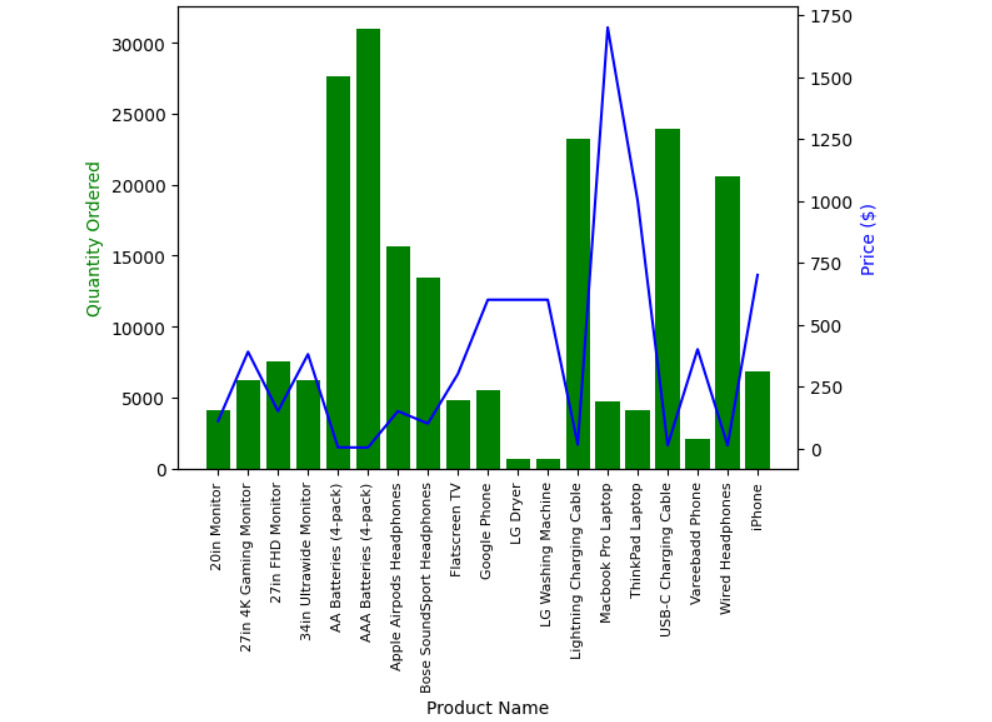 30000
25000
20000
15000
10000
5000
0
Qiuantity Ordered
1750
1500
1250
1000
750
500
250
0
Price ($)
20in Monitor
27in 4K Gaming Monitor
27in FHD Monitor
34in Ultrawide Monitor
AA Batteries (4-pack)
AAA Batteries (4-pack)
Apple Airpods Headphones
Bose SoundSport Headphones
Flatscreen TV
Google Phone
LG Dryer
LG Washing Machine
Lightning Charging Cable
Macbook Pro Laptop
ThinkPad Laptop
USB-C Charging Cable
Vareebadd Phone
Wired Headphones
iPhone
Product Name